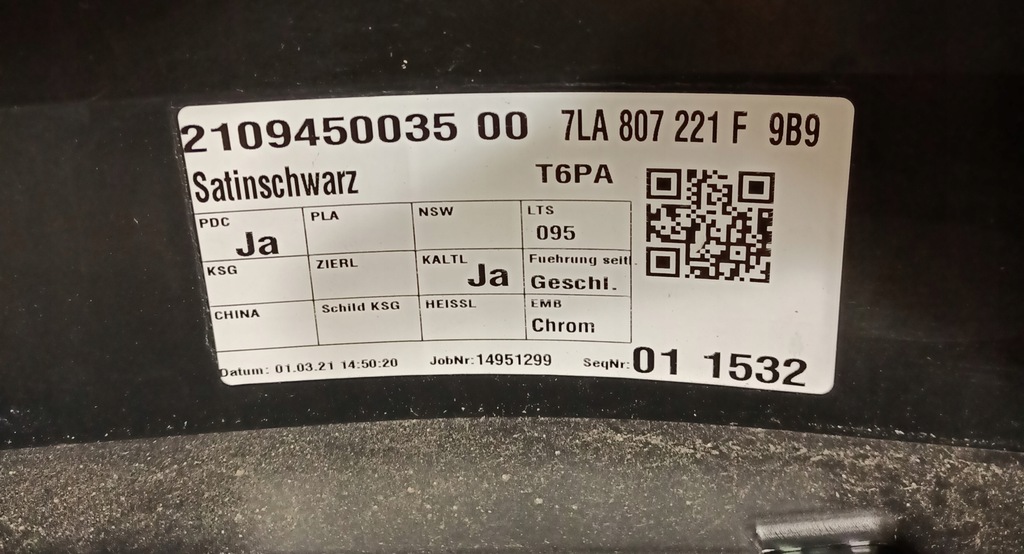 2109450035 00 7LA 807 221 F 9B9
Satinschwarz T6PA
PDC PLA NSW LTS
Ja 095
KSG ZIERL KALTL Fuehrung seitl
Ja Geschl.
CHINA Schild KSG HEISSL EMB
Chrom
Datum: 01.03.21 14:50:20 JobNr: 14951299 SeqNr: 01 1532